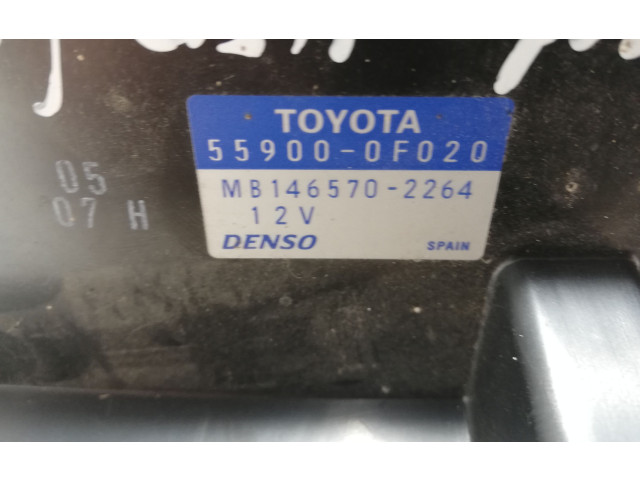 TOYOTA
55900-0F020
MB146570-2264
12V
DENSO SPAIN
05
07 H